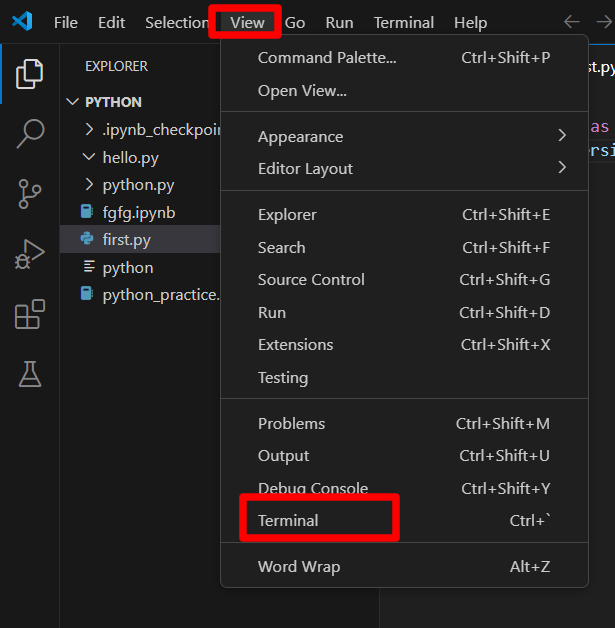 File Edit Selection View Go Run Terminal Help
EXPLORER
PYTHON
.ipynb_checkpoin
hello.py
python.py
fgfg.ipynb
first.py
python
python_practice.
Command Palette... Ctrl+Shift+P
Open View...
Appearance
Editor Layout
Explorer Ctrl+Shift+E
Search Ctrl+Shift+F
Source Control Ctrl+Shift+G
Run Ctrl+Shift+D
Extensions Ctrl+Shift+X
Testing
Problems Ctrl+Shift+M
Output Ctrl+Shift+U
Debug Console Ctrl+Shift+Y
Terminal Ctrl+`
Word Wrap Alt+Z
st.py
as
ersi